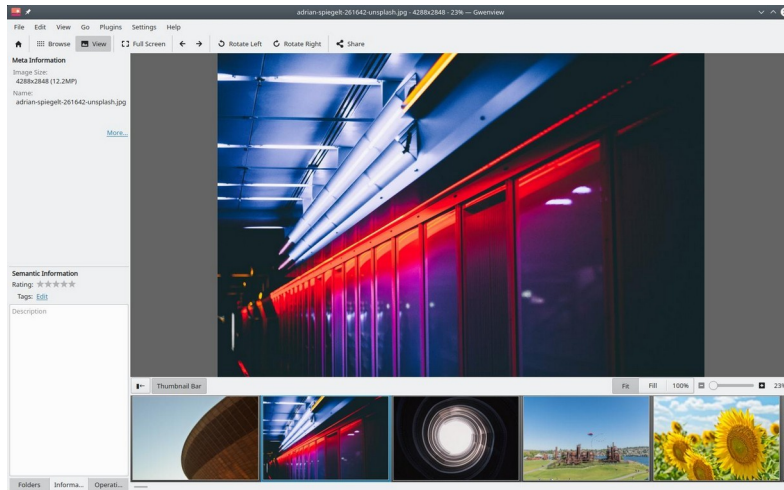 adrian-spiegelt-261642-unsplash.jpg - 4288x2848 - 23% — Gwenview
File Edit View Go Plugins Settings Help
Browse View Full Screen Rotate Left Rotate Right Share
Meta Information
Image Size:
4288x2848 (12.2MP)
Name:
adrian-spiegelt-261642-unsplash.jpg
More...
Semantic Information
Rating:
Tags: Edit
Description
Thumbnail Bar Fit Fill 100% 23%
Folders Informa... Operati...